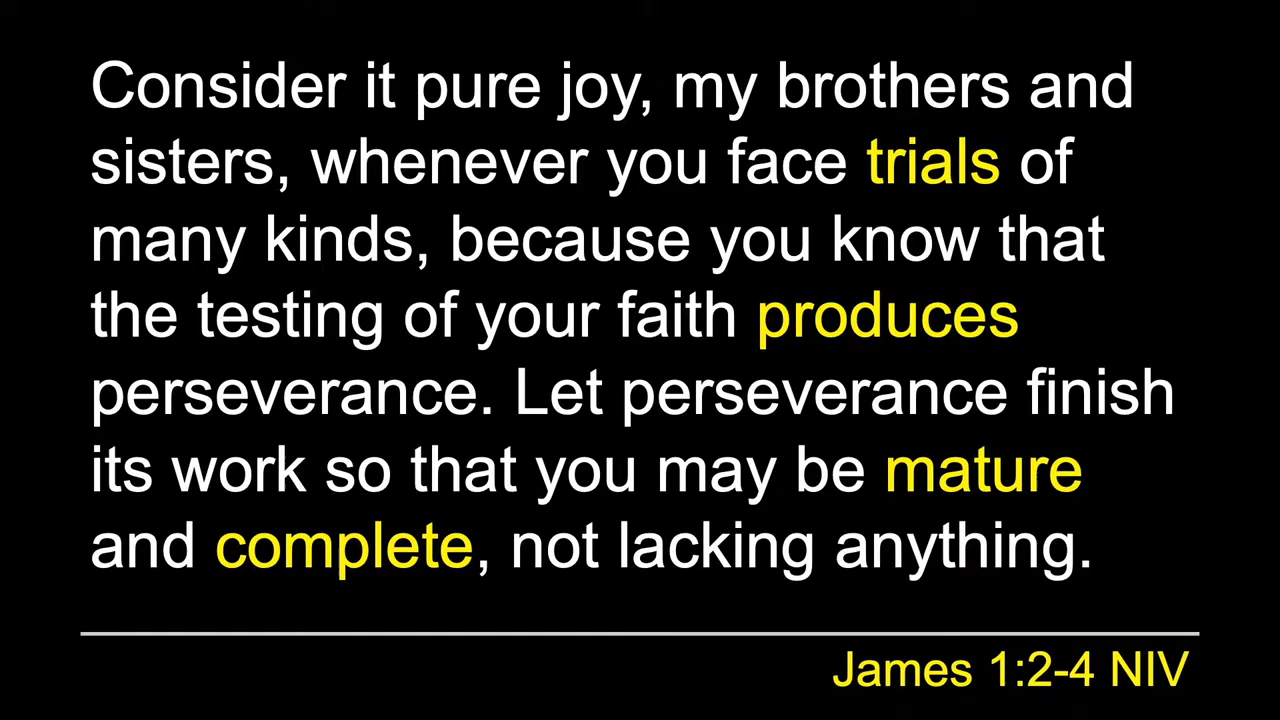 Consider it pure joy, my brothers and
sisters, whenever you face trials of
many kinds, because you know that
the testing of your faith produces
perseverance. Let perseverance finish
its work so that you may be mature
and complete, not lacking anything.
James 1:2-4 NIV